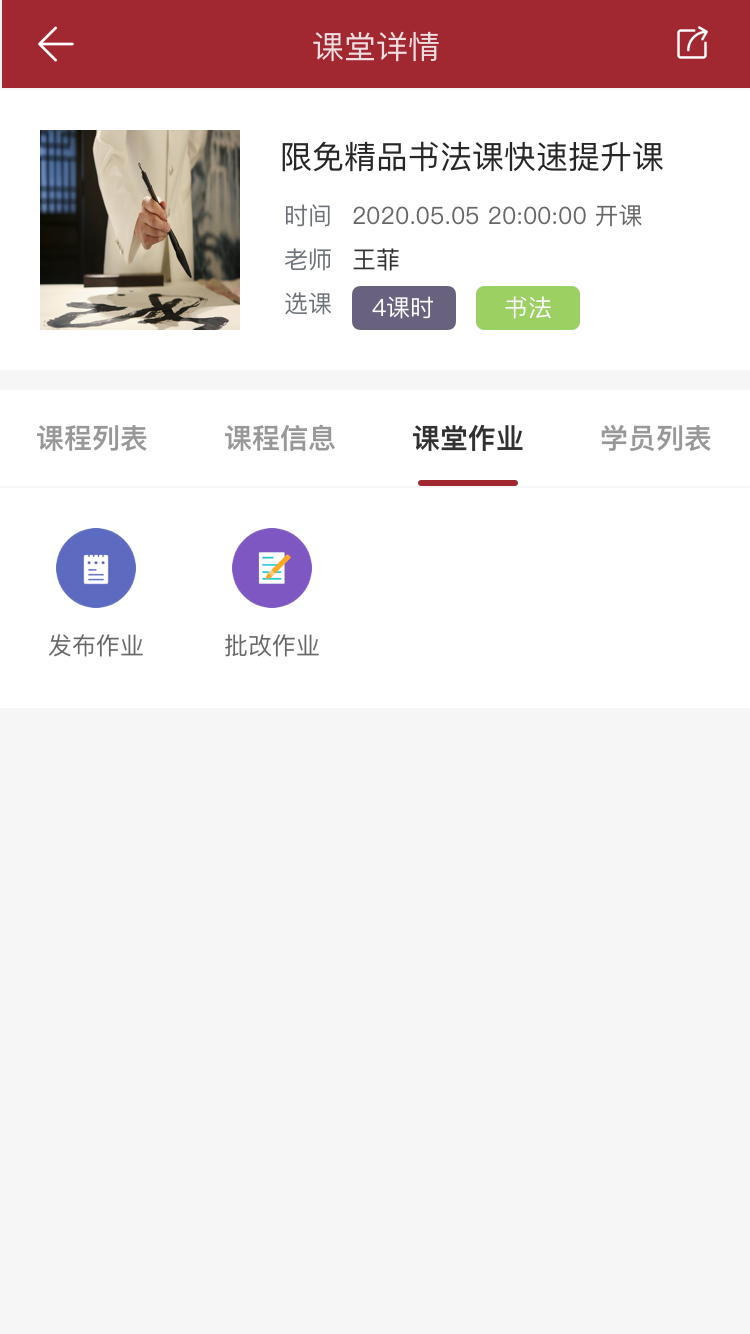 课堂详情
限免精品书法课快速提升课
时间 2020.05.05 20:00:00 开课
老师 王菲
选课 4课时 书法
课程列表 课程信息 课堂作业 学员列表
发布作业 批改作业